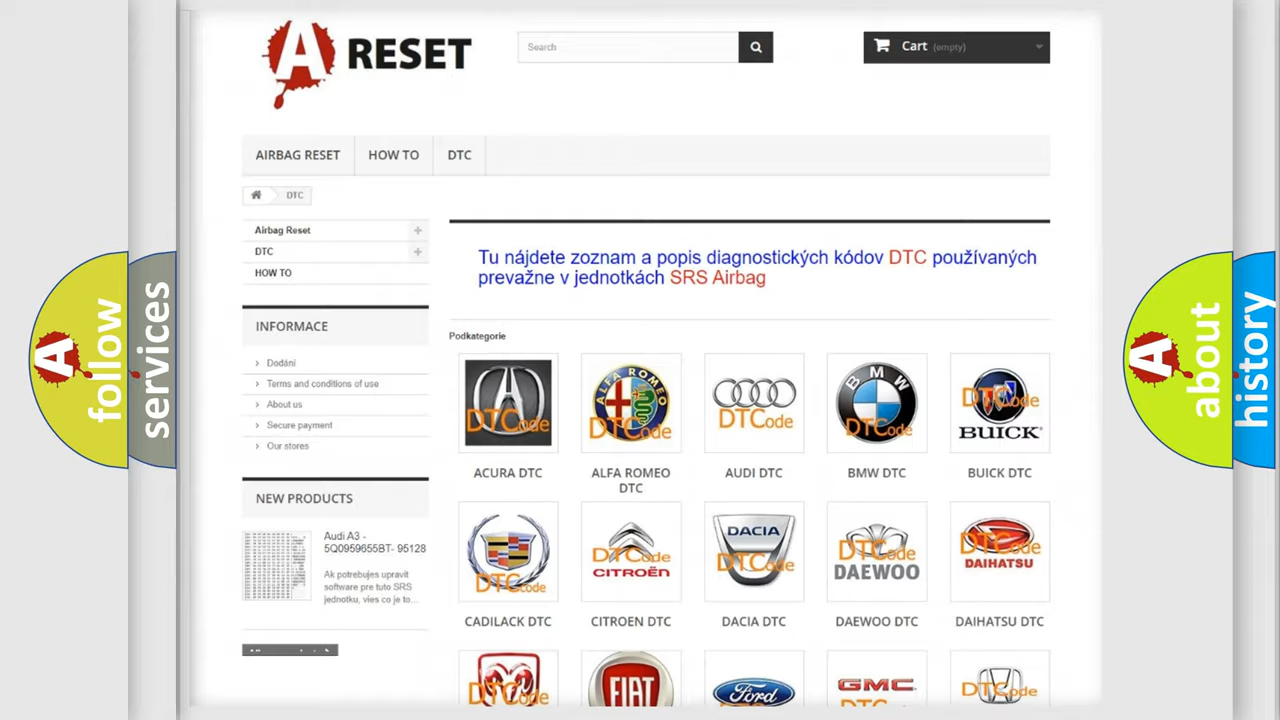 A RESET
Search
Cart (empty)
AIRBAG RESET
HOW TO
DTC
DTC
Airbag Reset
DTC
HOW TO
INFORMACE
Dodání
Terms and conditions of use
About us
Secure payment
Our stores
NEW PRODUCTS
Audi A3 -
5Q0959655BT- 95128
Ak potrebujes upravit
software pre tuto SRS
jednotku, vies co je to...
Tu nájdete zoznam a popis diagnostických kódov DTC používaných
prevažne v jednotkách SRS Airbag
Podkategorie
DTCode
ALFA ROMEO
DTCode
DTCode
BMW
DTCode
DTCode
BUICK
ACURA DTC
ALFA ROMEO
DTC
AUDI DTC
BMW DTC
BUICK DTC
DTCode
DTCode
CITROËN
DACIA
DTCode
DTCode
DAEWOO
DTCode
DAIHATSU
CADILACK DTC
CITROEN DTC
DACIA DTC
DAEWOO DTC
DAIHATSU DTC
DTCode
FIAT
Ford
GMC
DTCode
A follow
services
A about
history